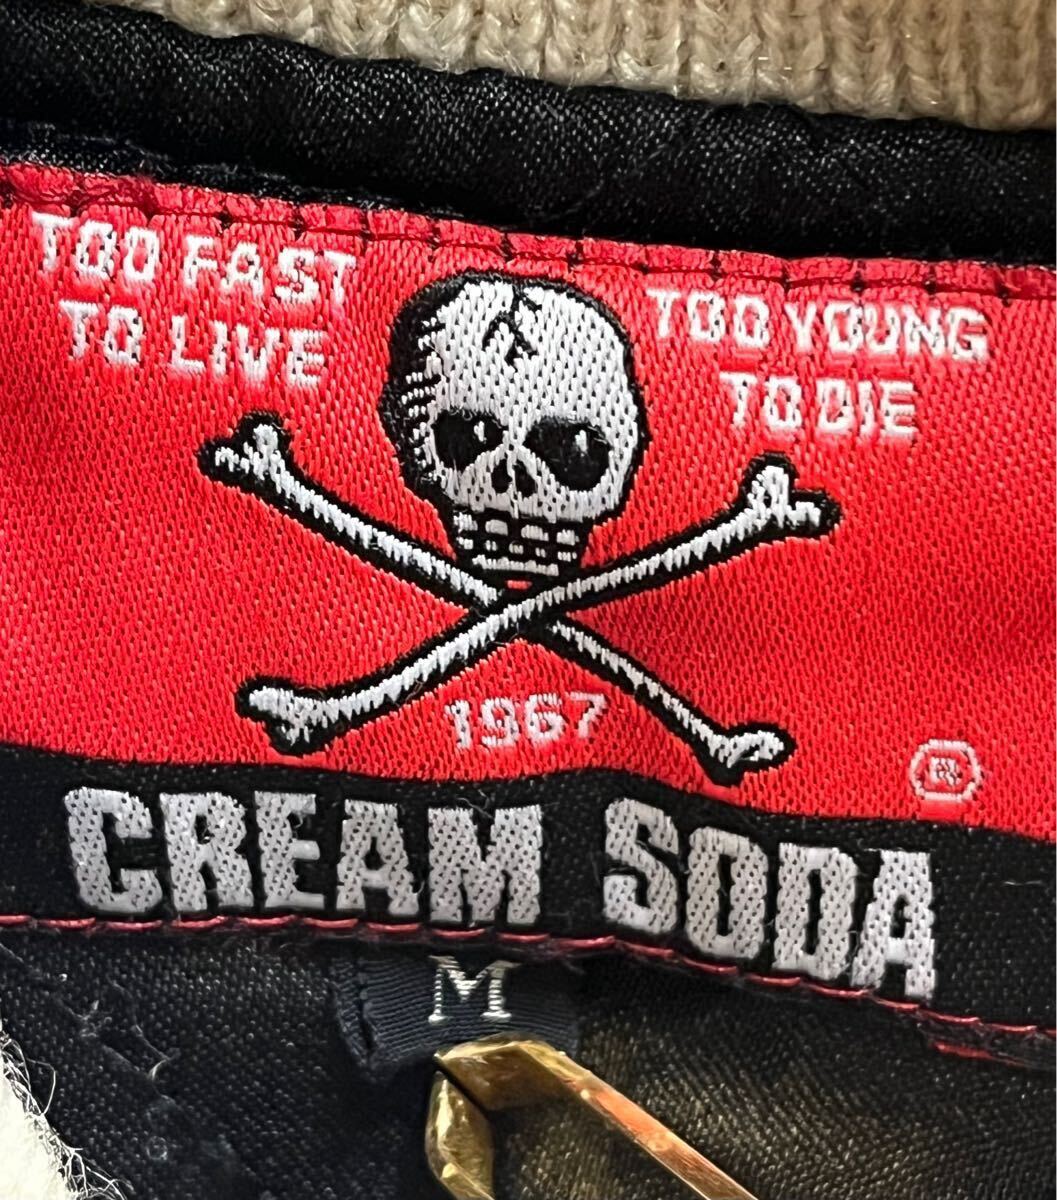 TOO FAST
TO LIVE
TOO YOUNG
TO DIE
1967
®
CREAM SODA
M